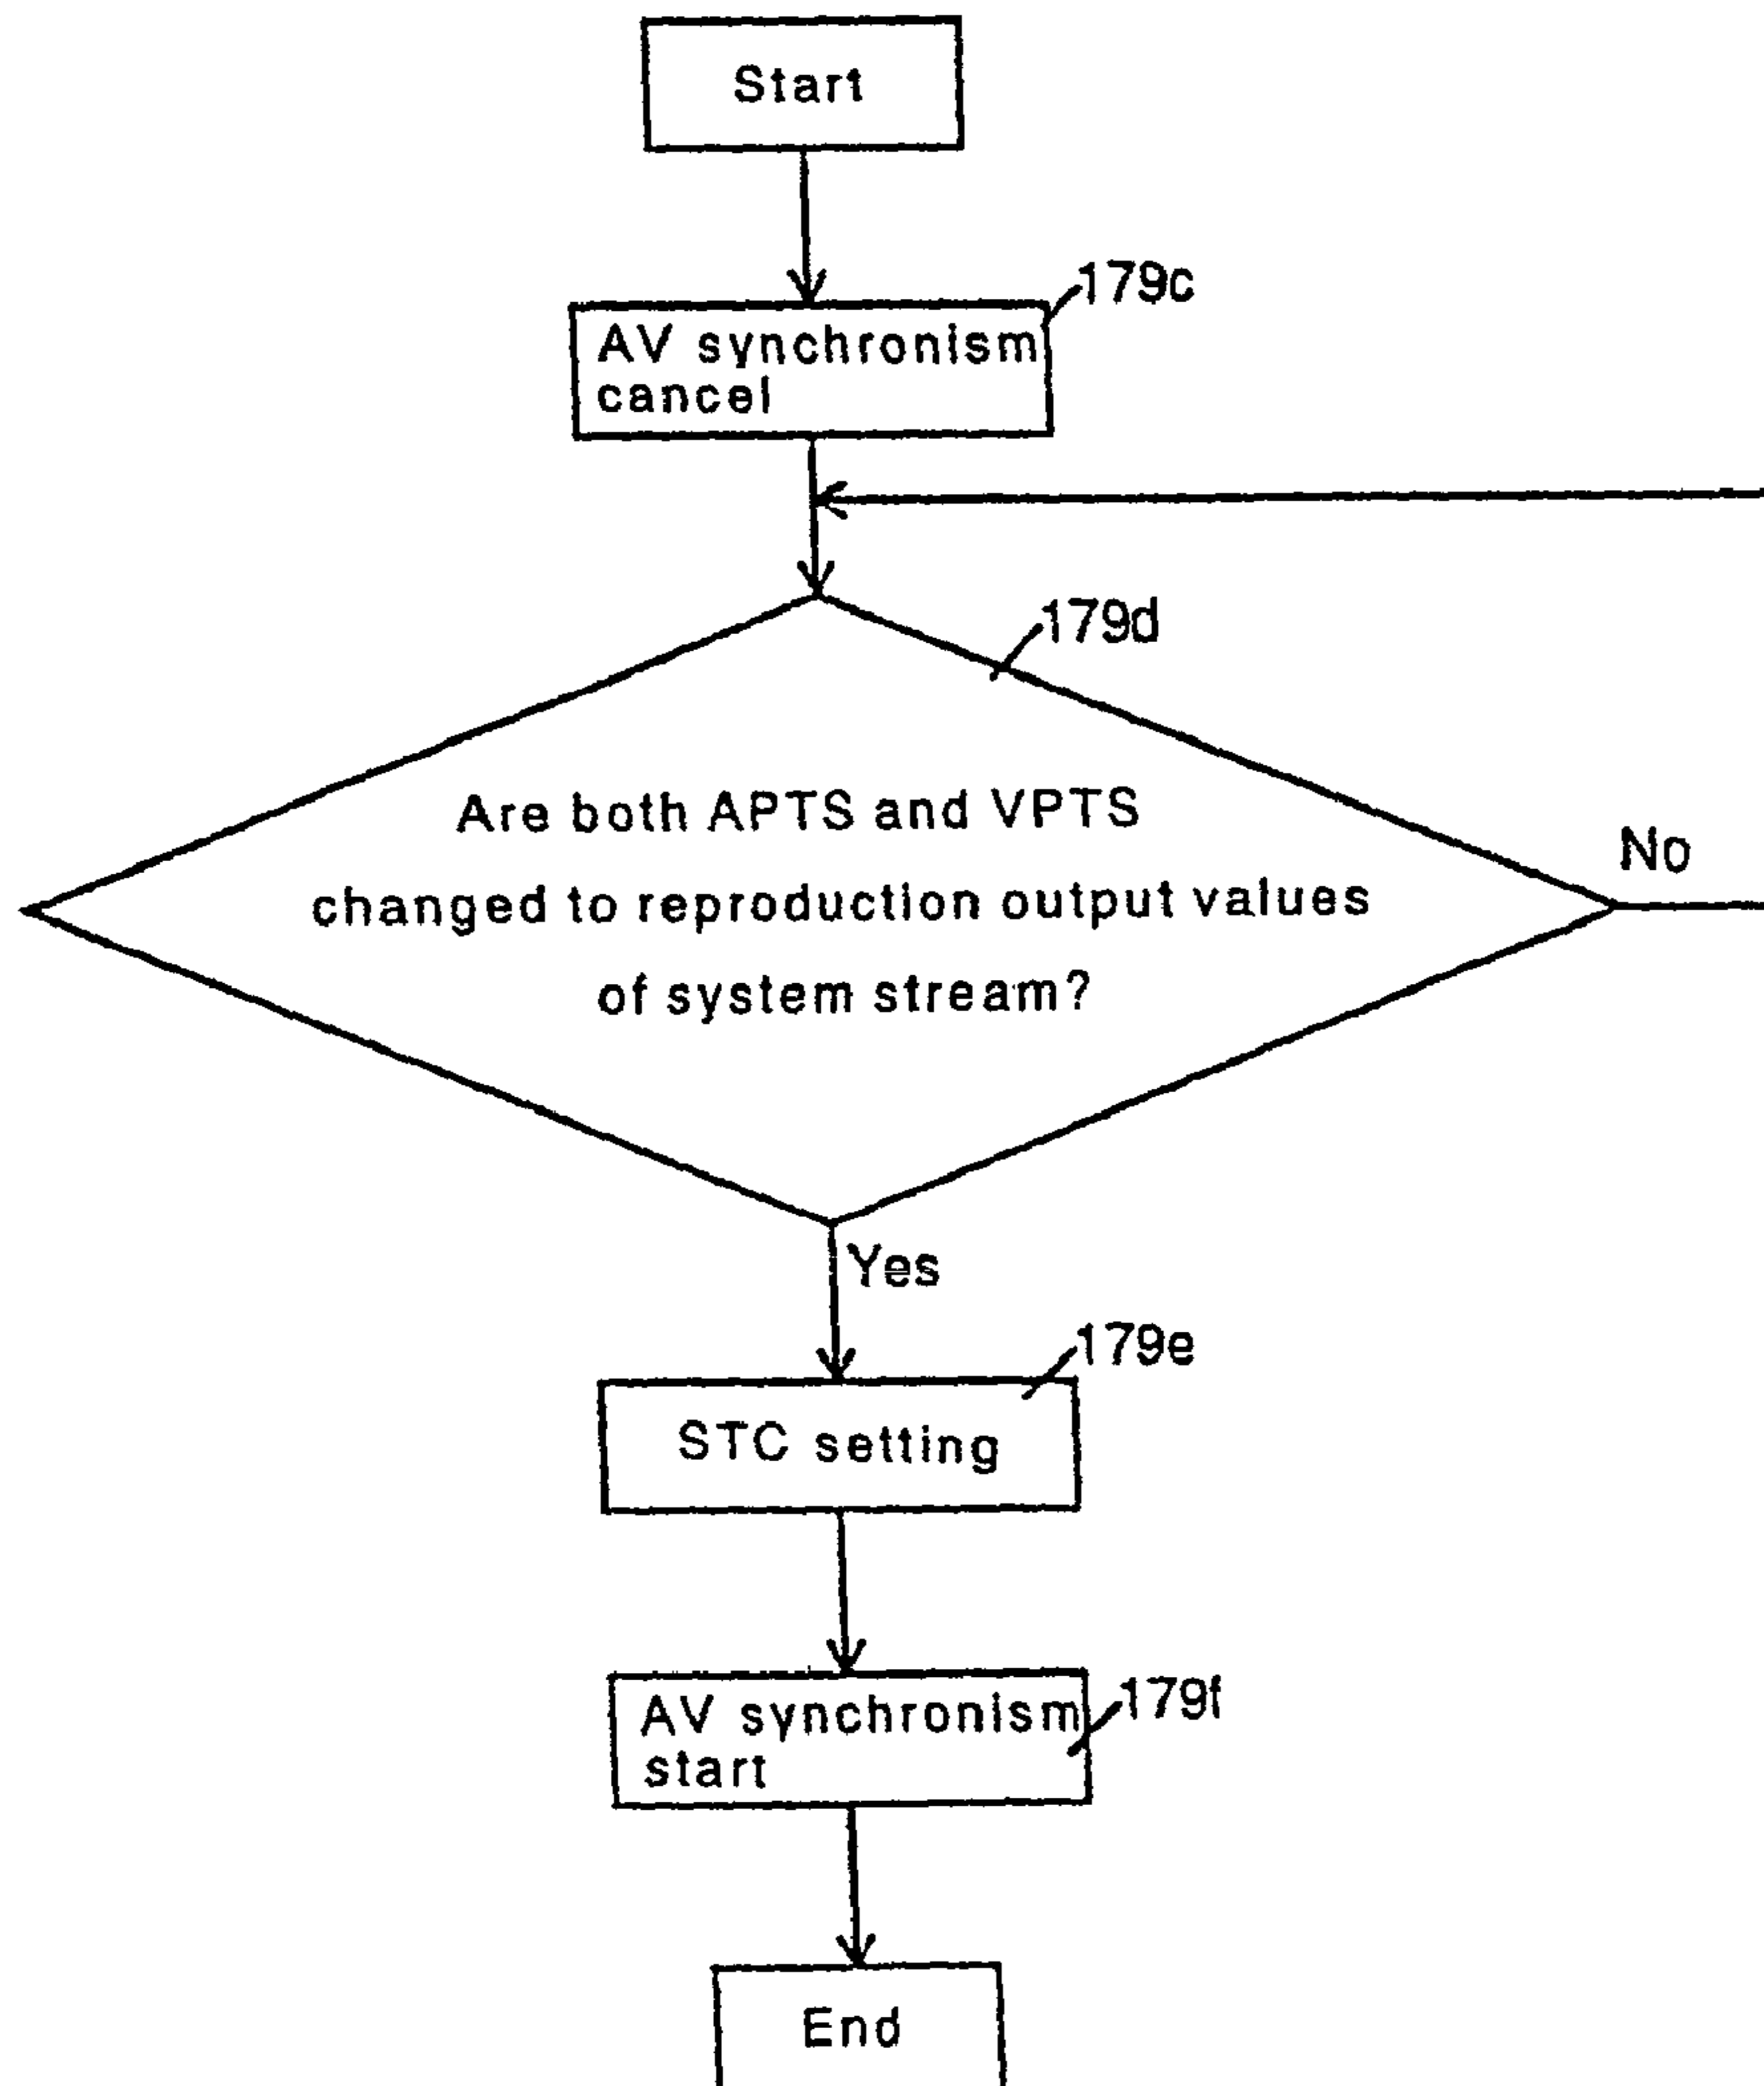 Start
179c
AV synchronism
cancel
179d
Are both APTS and VPTS
changed to reproduction output values
of system stream?
No
Yes
179e
STC setting
179f
AV synchronism
start
End